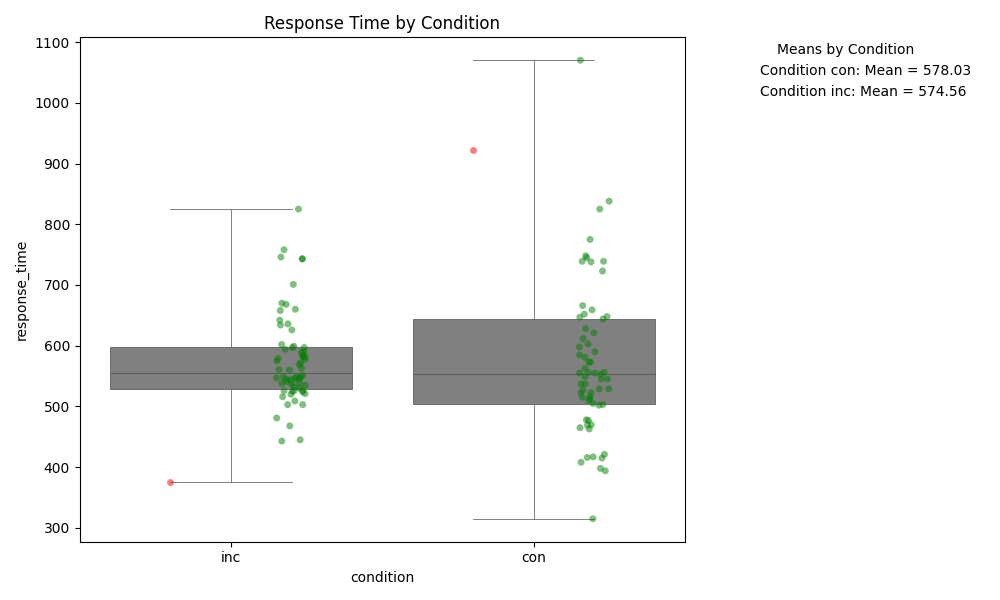 Response Time by Condition
Means by Condition
Condition con: Mean = 578.03
Condition inc: Mean = 574.56
response_time
1100
1000
900
800
700
600
500
400
300
inc
con
condition